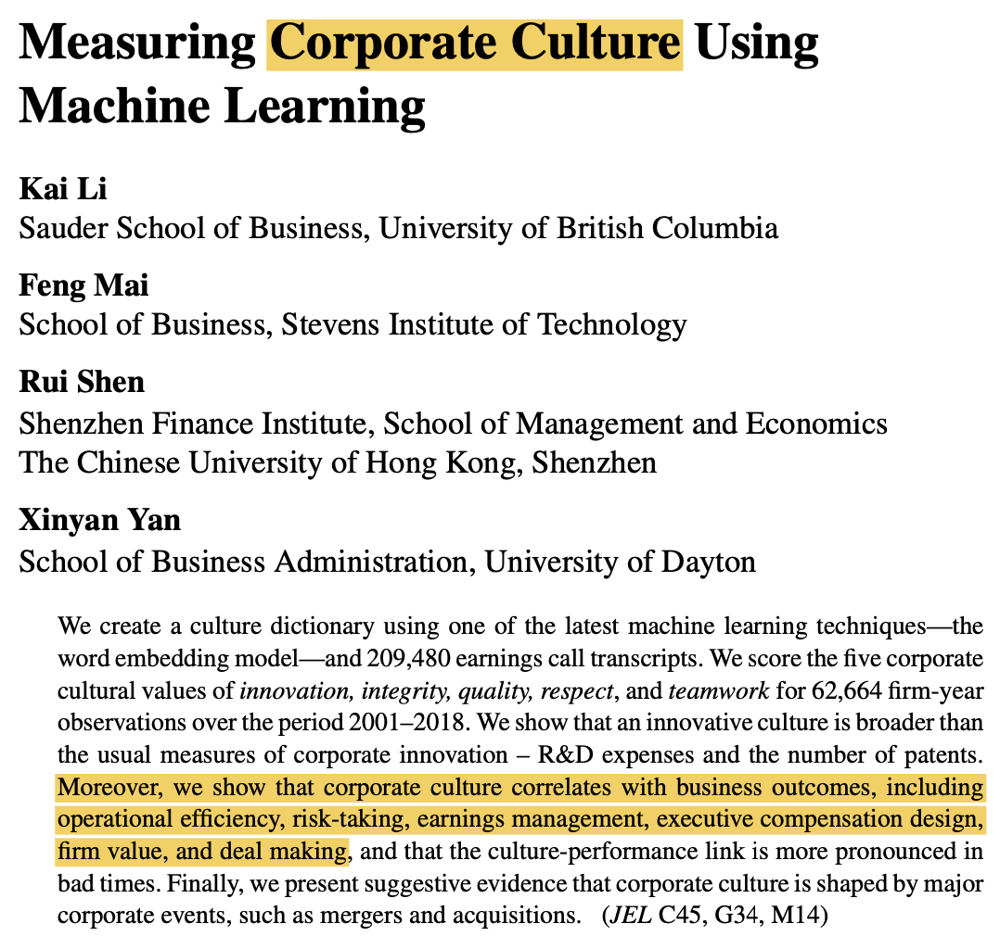 Measuring Corporate Culture Using
Machine Learning
Kai Li
Sauder School of Business, University of British Columbia
Feng Mai
School of Business, Stevens Institute of Technology
Rui Shen
Shenzhen Finance Institute, School of Management and Economics
The Chinese University of Hong Kong, Shenzhen
Xinyan Yan
School of Business Administration, University of Dayton
We create a culture dictionary using one of the latest machine learning techniques—the
word embedding model—and 209,480 earnings call transcripts. We score the five corporate
cultural values of innovation, integrity, quality, respect, and teamwork for 62,664 firm-year
observations over the period 2001–2018. We show that an innovative culture is broader than
the usual measures of corporate innovation – R&D expenses and the number of patents.
Moreover, we show that corporate culture correlates with business outcomes, including
operational efficiency, risk-taking, earnings management, executive compensation design,
firm value, and deal making, and that the culture-performance link is more pronounced in
bad times. Finally, we present suggestive evidence that corporate culture is shaped by major
corporate events, such as mergers and acquisitions. (JEL C45, G34, M14)